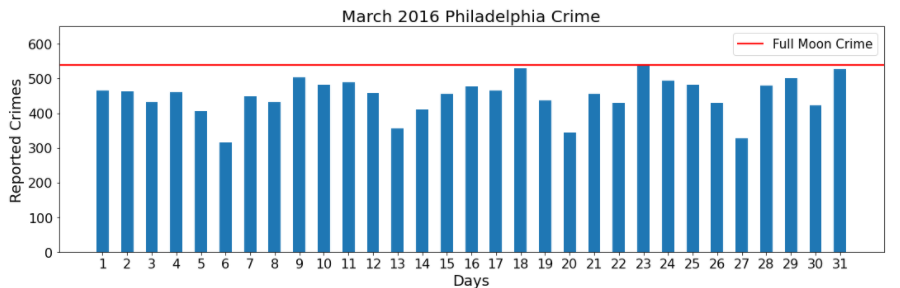 March 2016 Philadelphia Crime
Full Moon Crime
Reported Crimes
600
500
400
300
200
100
0
1 2 3 4 5 6 7 8 9 10 11 12 13 14 15 16 17 18 19 20 21 22 23 24 25 26 27 28 29 30 31
Days